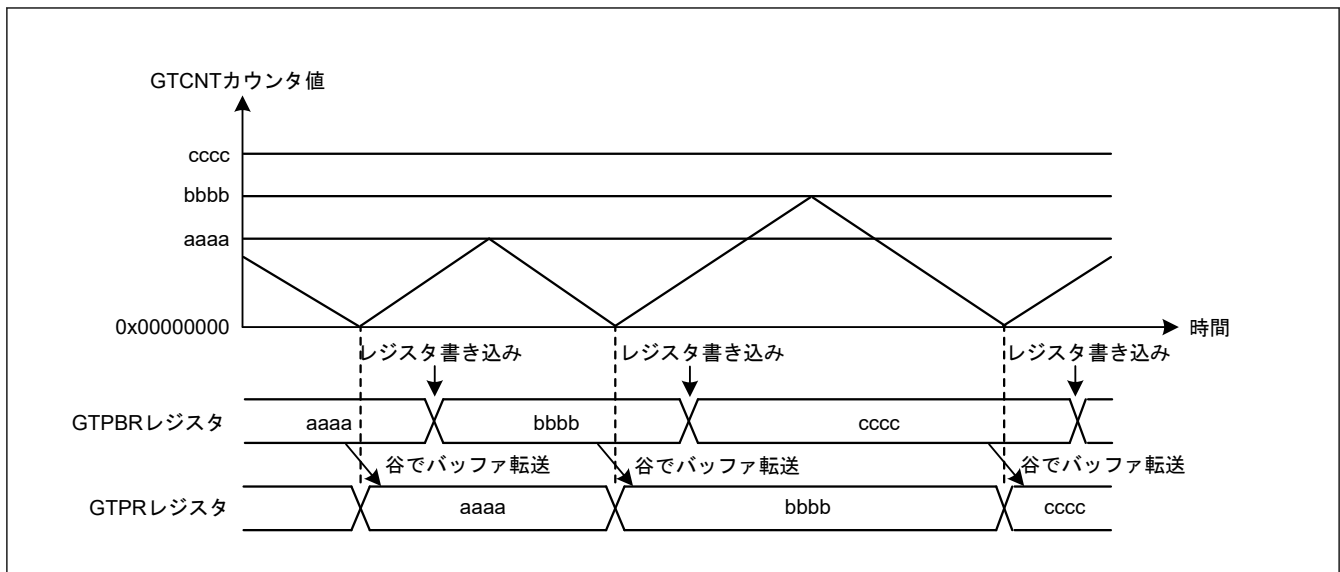 GTCNTカウンタ値
cccc
bbbb
aaaa
0x00000000
時間
レジスタ書き込み レジスタ書き込み レジスタ書き込み
GTPBRレジスタ aaaa bbbb cccc
谷でバッファ転送 谷でバッファ転送 谷でバッファ転送
GTPRレジスタ aaaa bbbb cccc